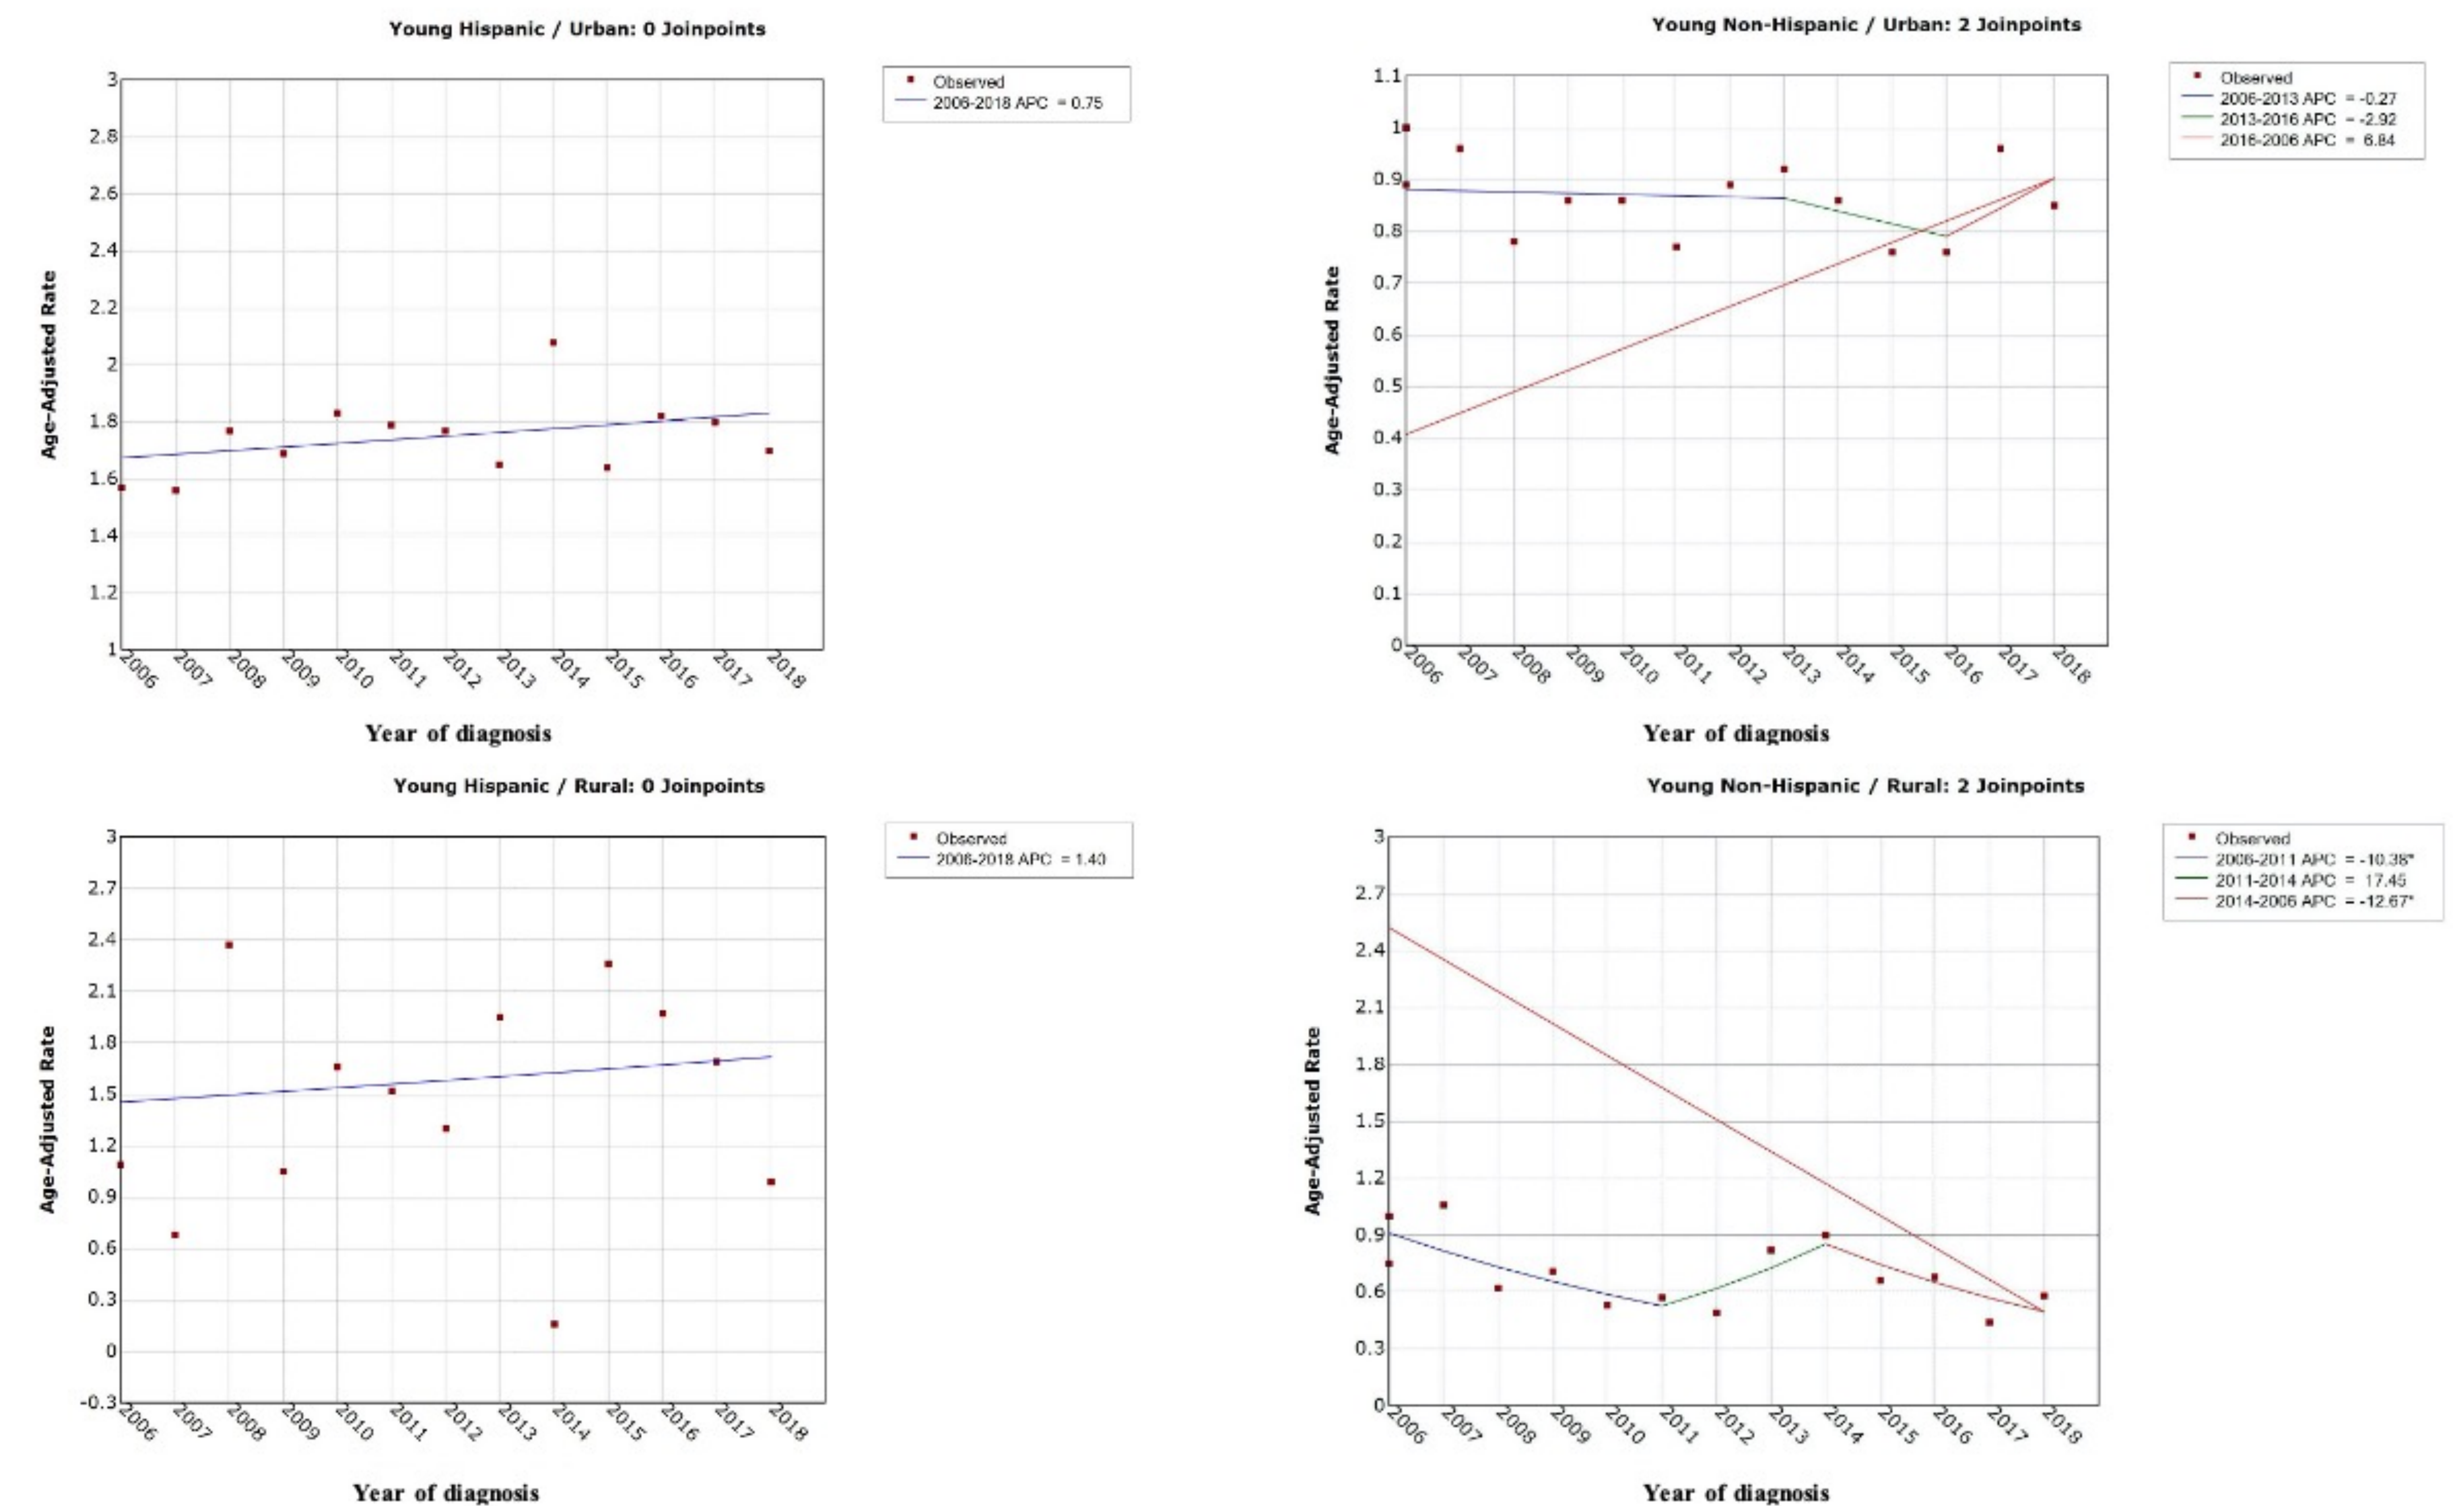 Young Hispanic / Urban: 0 Joinpoints
Observed
2006-2018 APC = 0.75
3
2.8
2.6
2.4
2.2
2
1.8
1.6
1.4
1.2
1
Age-Adjusted Rate
2006 2007 2008 2009 2010 2011 2012 2013 2014 2015 2016 2017 2018
Year of diagnosis
Young Non-Hispanic / Urban: 2 Joinpoints
Observed
2006-2013 APC = -0.27
2013-2016 APC = -2.92
2016-2006 APC = 6.84
1.1
1
0.9
0.8
0.7
0.6
0.5
0.4
0.3
0.2
0.1
0
Age-Adjusted Rate
2006 2007 2008 2009 2010 2011 2012 2013 2014 2015 2016 2017 2018
Year of diagnosis
Young Hispanic / Rural: 0 Joinpoints
Observed
2006-2018 APC = 1.40
3
2.7
2.4
2.1
1.8
1.5
1.2
0.9
0.6
0.3
0
-0.3
Age-Adjusted Rate
2006 2007 2008 2009 2010 2011 2012 2013 2014 2015 2016 2017 2018
Year of diagnosis
Young Non-Hispanic / Rural: 2 Joinpoints
Observed
2006-2011 APC = -10.38*
2011-2014 APC = 17.45
2014-2006 APC = -12.67*
3
2.7
2.4
2.1
1.8
1.5
1.2
0.9
0.6
0.3
0
Age-Adjusted Rate
2006 2007 2008 2009 2010 2011 2012 2013 2014 2015 2016 2017 2018
Year of diagnosis